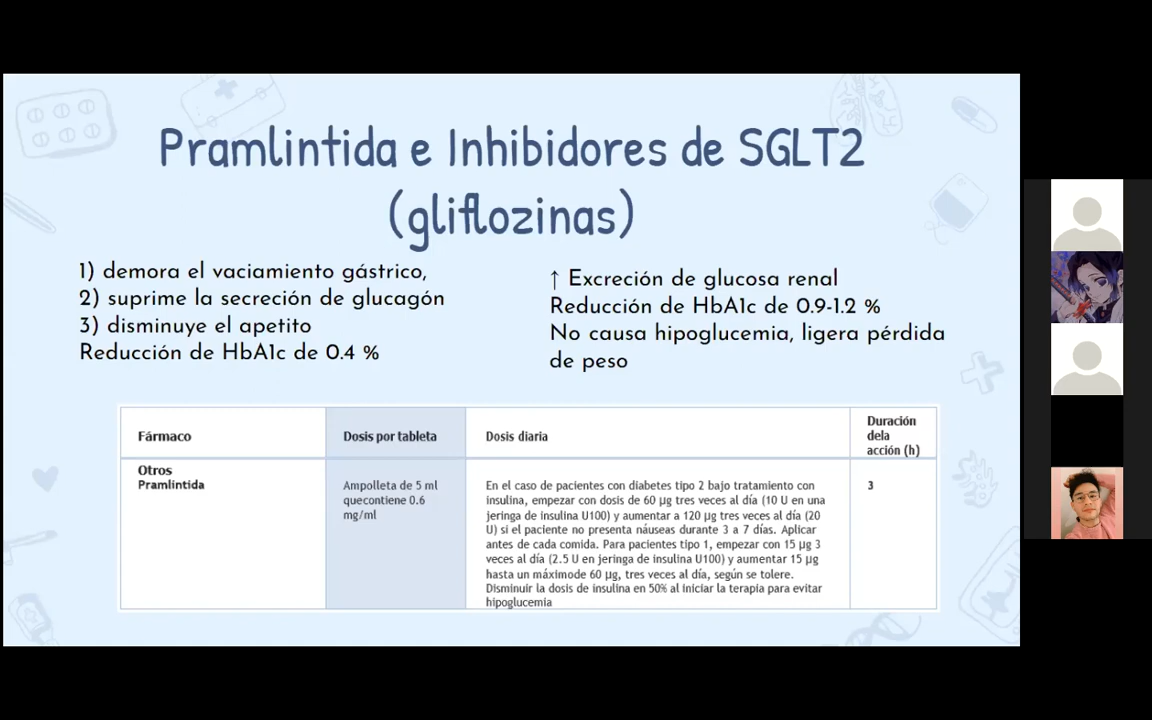 Pramlintida e Inhibidores de SGLT2
(gliflozinas)
1) demora el vaciamiento gástrico,
2) suprime la secreción de glucagón
3) disminuye el apetito
Reducción de HbA1c de 0.4 %
↑ Excreción de glucosa renal
Reducción de HbA1c de 0.9-1.2 %
No causa hipoglucemia, ligera pérdida
de peso
Fármaco
Dosis por tableta
Dosis diaria
Duración
dela
acción (h)
Otros
Pramlintida
Ampolleta de 5 ml
quecontiene 0.6
mg/ml
En el caso de pacientes con diabetes tipo 2 bajo tratamiento con
insulina, empezar con dosis de 60 µg tres veces al día (10 U en una
jeringa de insulina U100) y aumentar a 120 µg tres veces al día (20
U) si el paciente no presenta náuseas durante 3 a 7 días. Aplicar
antes de cada comida. Para pacientes tipo 1, empezar con 15 µg 3
veces al día (2.5 U en jeringa de insulina U100) y aumentar 15 µg
hasta un máximode 60 µg, tres veces al día, según se tolere.
Disminuir la dosis de insulina en 50% al iniciar la terapia para evitar
hipoglucemia
3